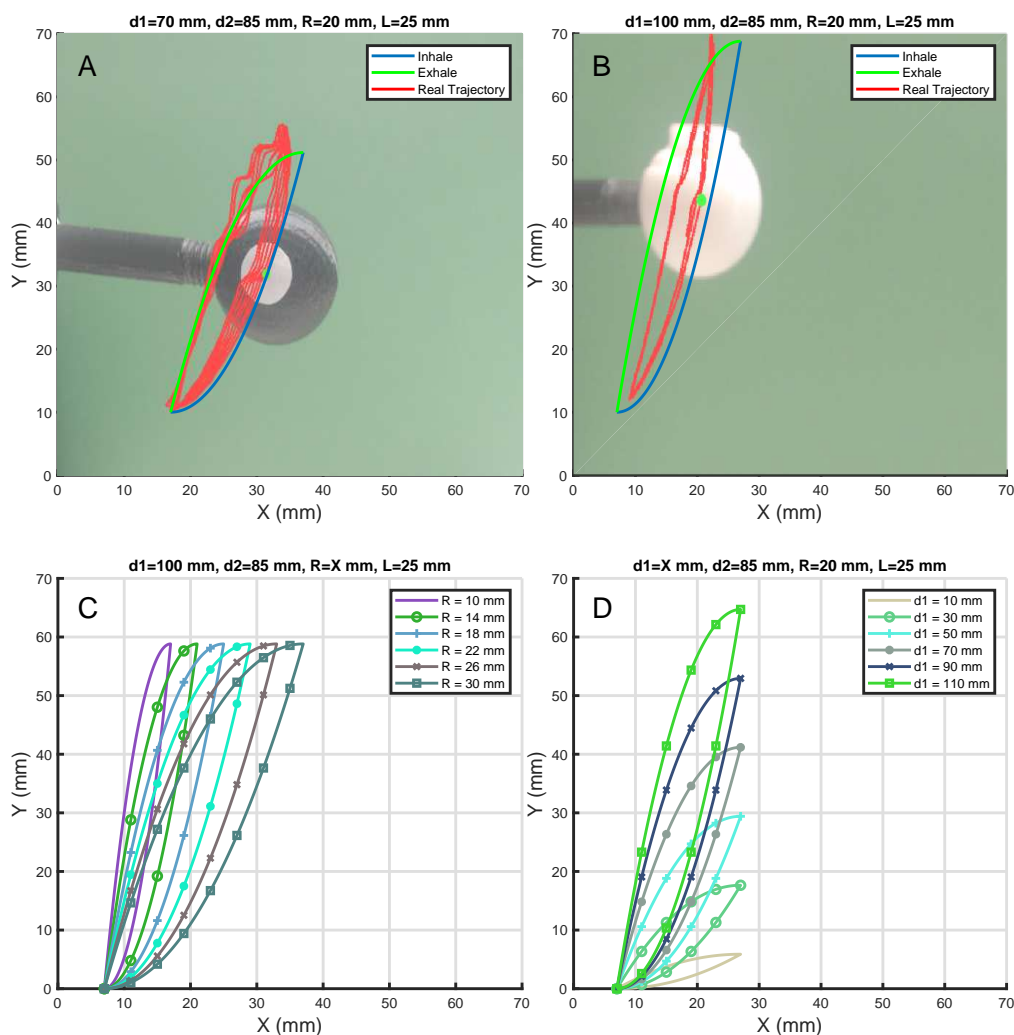 d1=70 mm, d2=85 mm, R=20 mm, L=25 mm
A
Inhale
Exhale
Real Trajectory
70
60
50
40
30
20
10
0
Y (mm)
0 10 20 30 40 50 60 70
X (mm)
d1=100 mm, d2=85 mm, R=20 mm, L=25 mm
B
Inhale
Exhale
Real Trajectory
70
60
50
40
30
20
10
0
Y (mm)
0 10 20 30 40 50 60 70
X (mm)
d1=100 mm, d2=85 mm, R=X mm, L=25 mm
C
R = 10 mm
R = 14 mm
R = 18 mm
R = 22 mm
R = 26 mm
R = 30 mm
70
60
50
40
30
20
10
0
Y (mm)
0 10 20 30 40 50 60 70
X (mm)
d1=X mm, d2=85 mm, R=20 mm, L=25 mm
D
d1 = 10 mm
d1 = 30 mm
d1 = 50 mm
d1 = 70 mm
d1 = 90 mm
d1 = 110 mm
70
60
50
40
30
20
10
0
Y (mm)
0 10 20 30 40 50 60 70
X (mm)